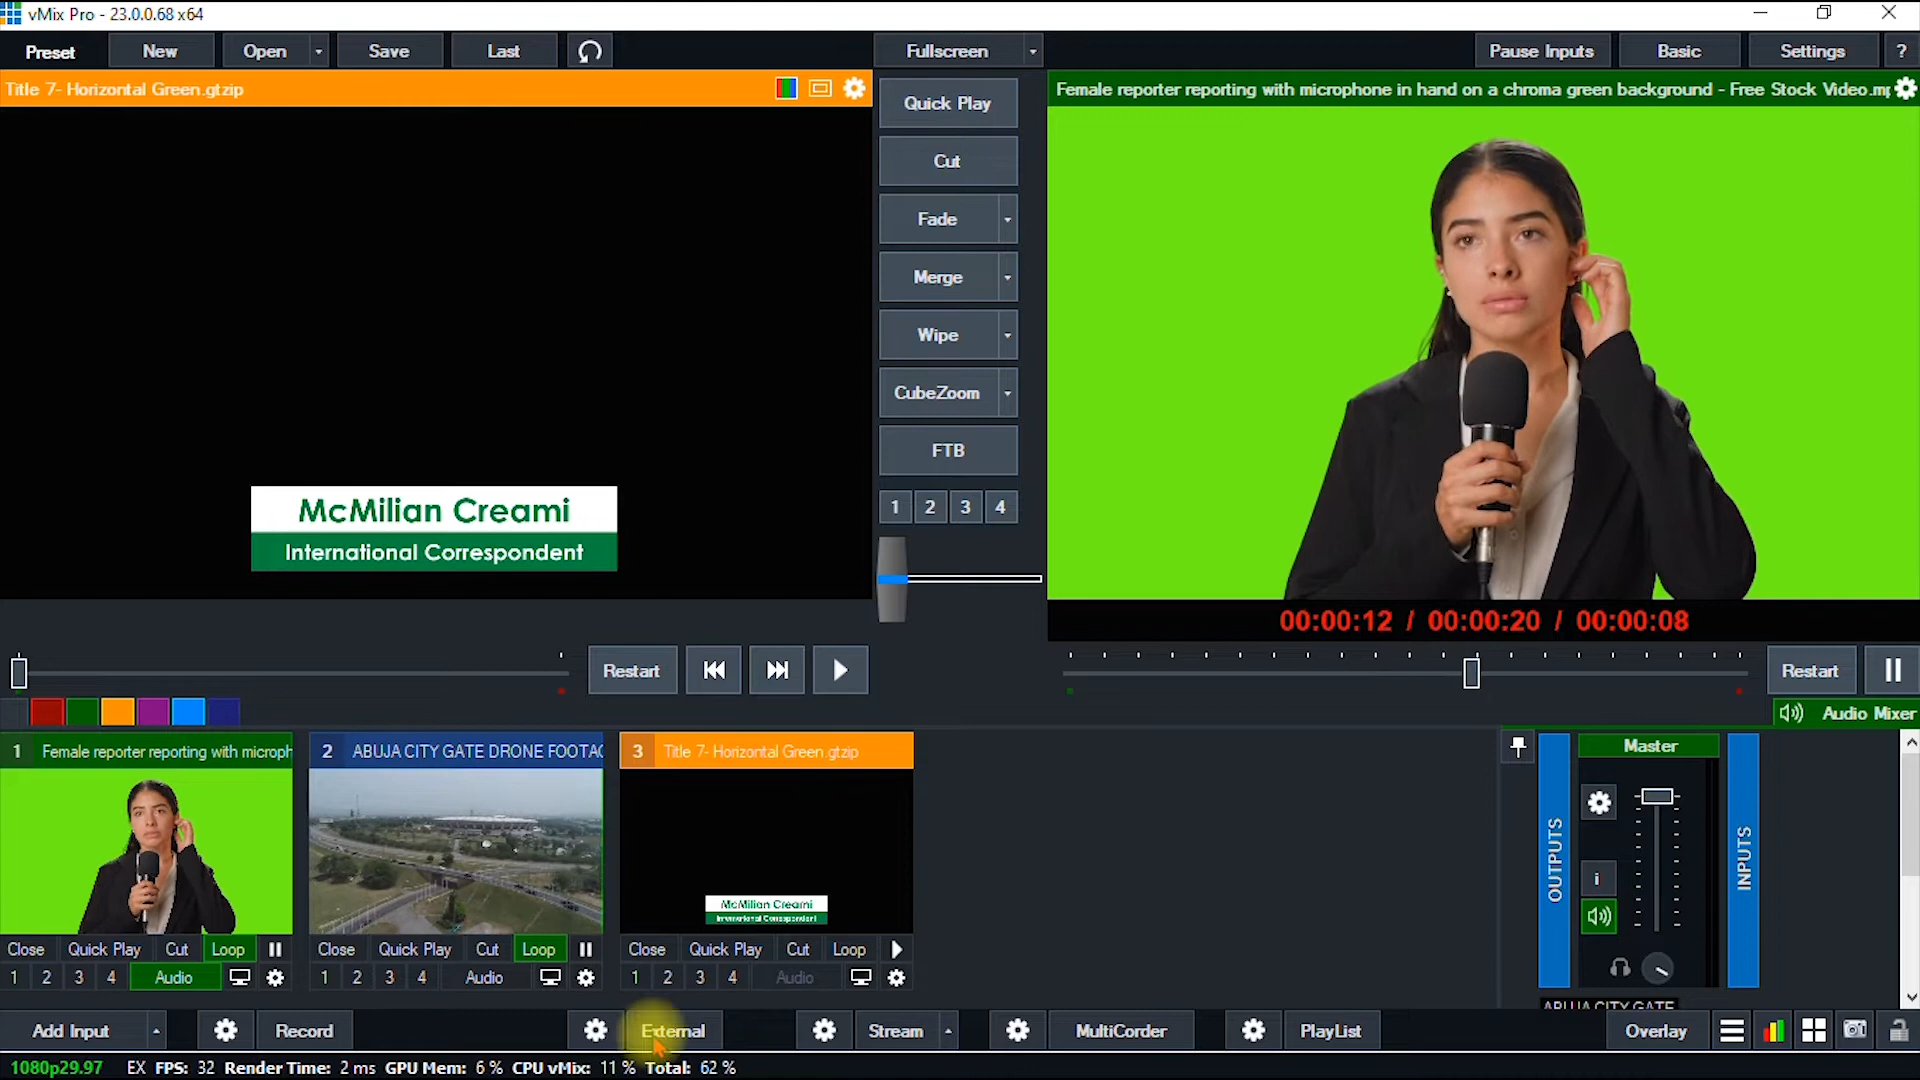 vMix Pro - 23.0.0.68 x64
Preset
New
Open
Save
Last
Fullscreen
Pause Inputs
Basic
Settings
?
Title 7- Horizontal Green.gtzip
Quick Play
Cut
Fade
Merge
Wipe
CubeZoom
FTB
1 2 3 4
Female reporter reporting with microphone in hand on a chroma green background - Free Stock Video.mp
McMilian Creami
International Correspondent
00:00:12 / 00:00:20 / 00:00:08
Restart
Restart
Audio Mixer
1 Female reporter reporting with microph
2 ABUJA CITY GATE DRONE FOOTAG
3 Title 7- Horizontal Green.gtzip
McMilian Creami
International Correspondent
Close Quick Play Cut Loop
1 2 3 4 Audio
Close Quick Play Cut Loop
1 2 3 4 Audio
Close Quick Play Cut Loop
1 2 3 4 Audio
OUTPUTS
Master
i
INPUTS
ABUJA CITY GATE
Add Input
Record
External
Stream
MultiCorder
PlayList
Overlay
1080p29.97 EX FPS: 32 Render Time: 2 ms GPU Mem: 6 % CPU vMix: 11 % Total: 62 %